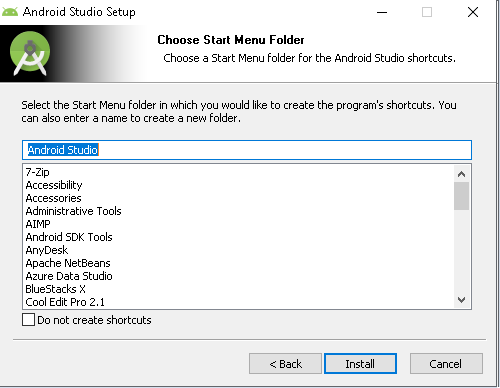 Android Studio Setup
Choose Start Menu Folder
Choose a Start Menu folder for the Android Studio shortcuts.
Select the Start Menu folder in which you would like to create the program's shortcuts. You
can also enter a name to create a new folder.
Android Studio
7-Zip
Accessibility
Accessories
Administrative Tools
AIMP
Android SDK Tools
AnyDesk
Apache NetBeans
Azure Data Studio
BlueStacks X
Cool Edit Pro 2.1
Do not create shortcuts
< Back
Install
Cancel